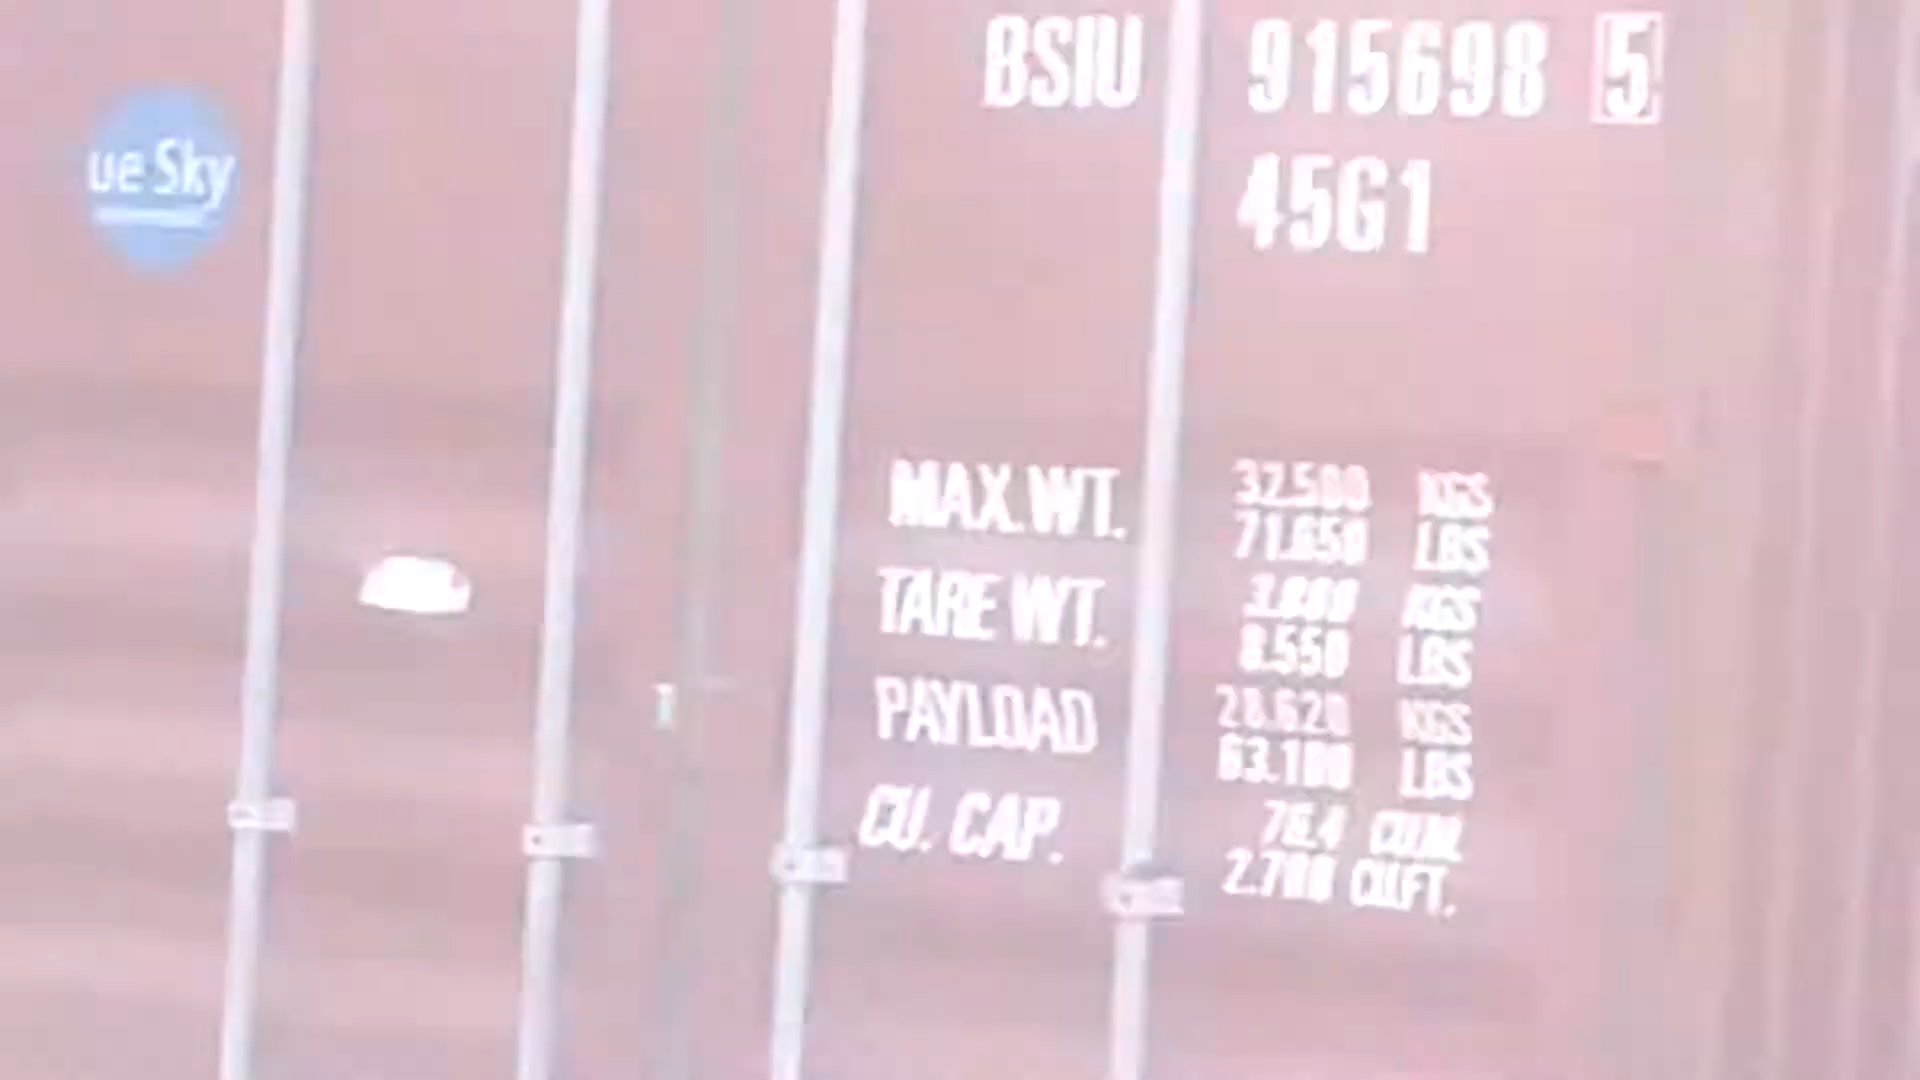 ue Sky
BSIU 915698 5
45G1
MAX.WT. 32.500 KGS
71.650 LBS
TARE WT. 3.880 KGS
8.550 LBS
PAYLOAD 28.620 KGS
63.100 LBS
CU. CAP. 76.4 CU.M.
2.700 CU.FT.